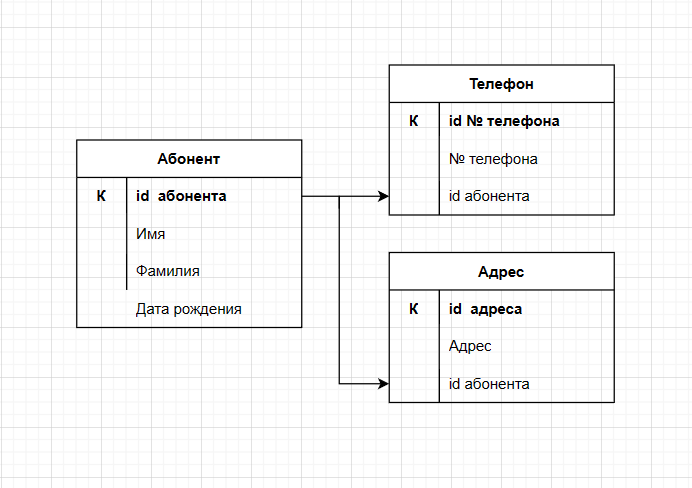 Абонент
К id абонента
Имя
Фамилия
Дата рождения
Телефон
К id № телефона
№ телефона
id абонента
Адрес
К id адреса
Адрес
id абонента